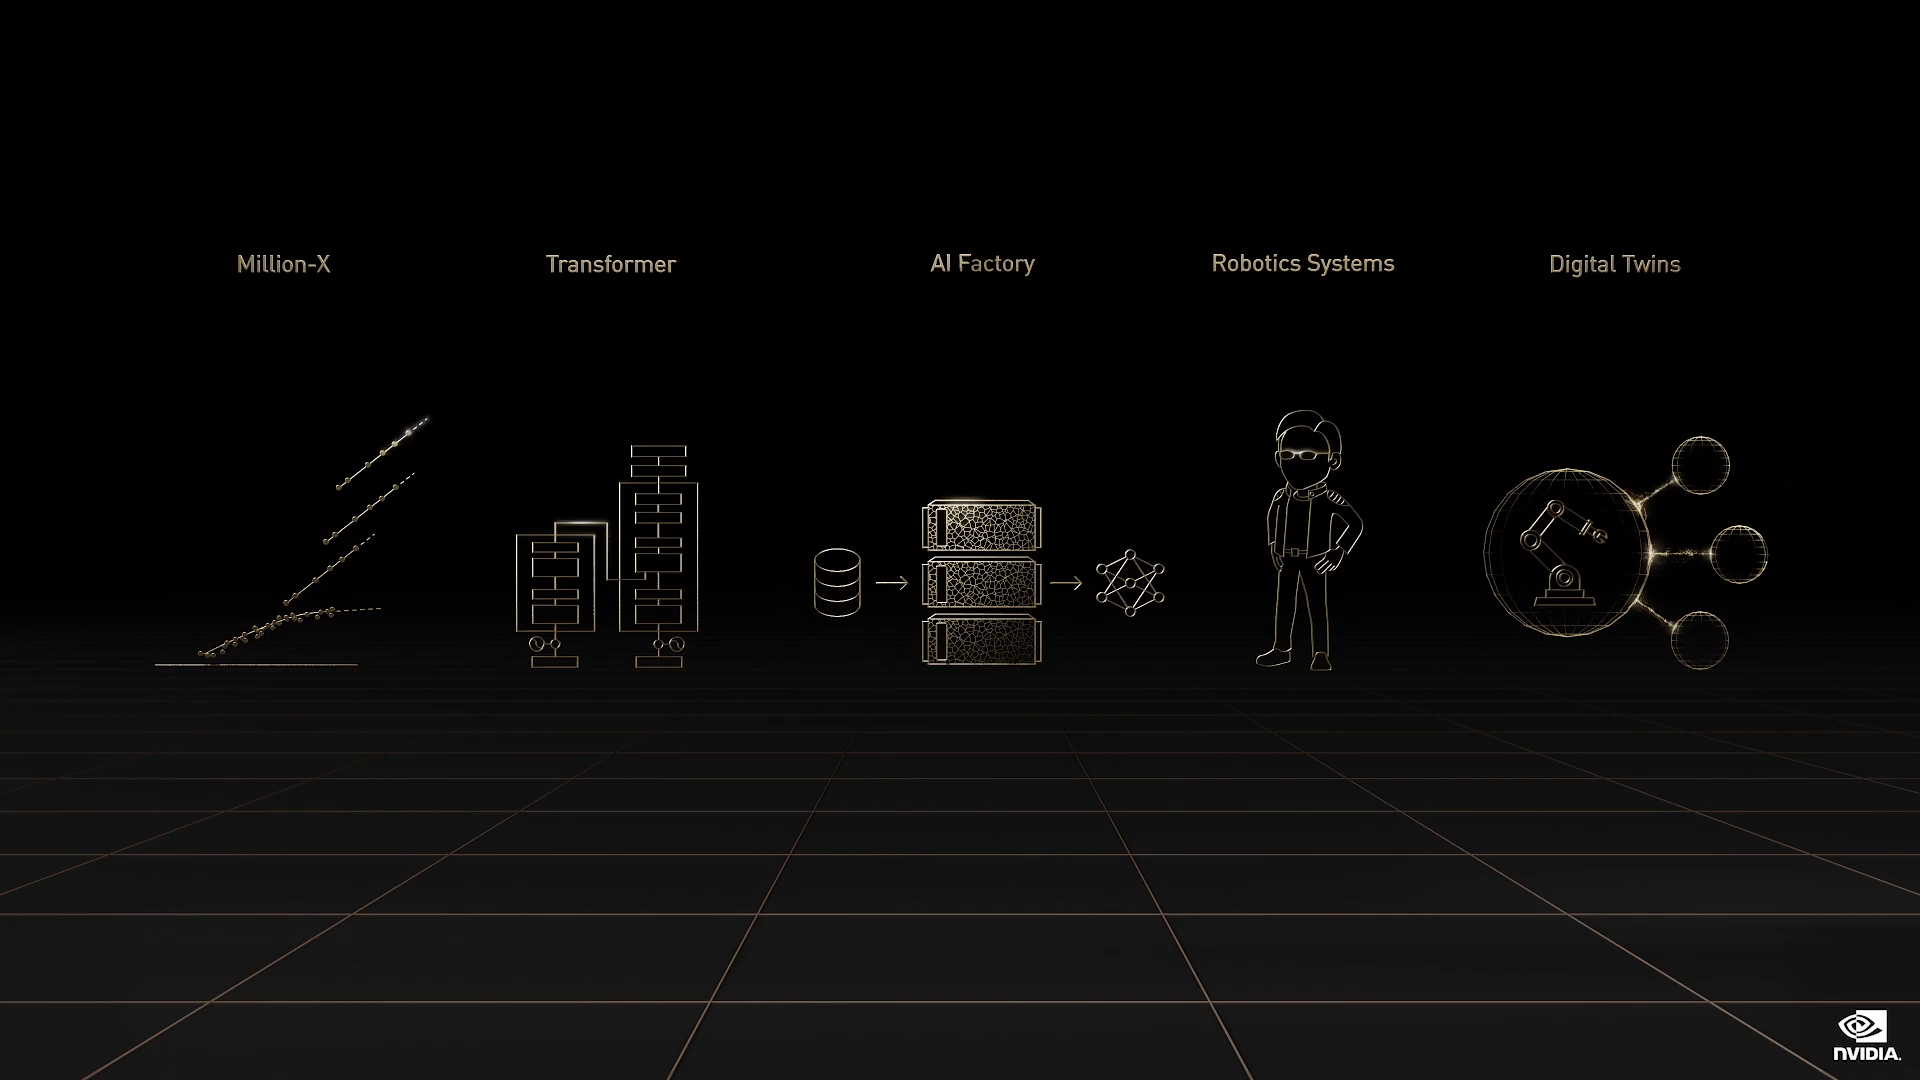 Million-X
Transformer
AI Factory
Robotics Systems
Digital Twins
NVIDIA.